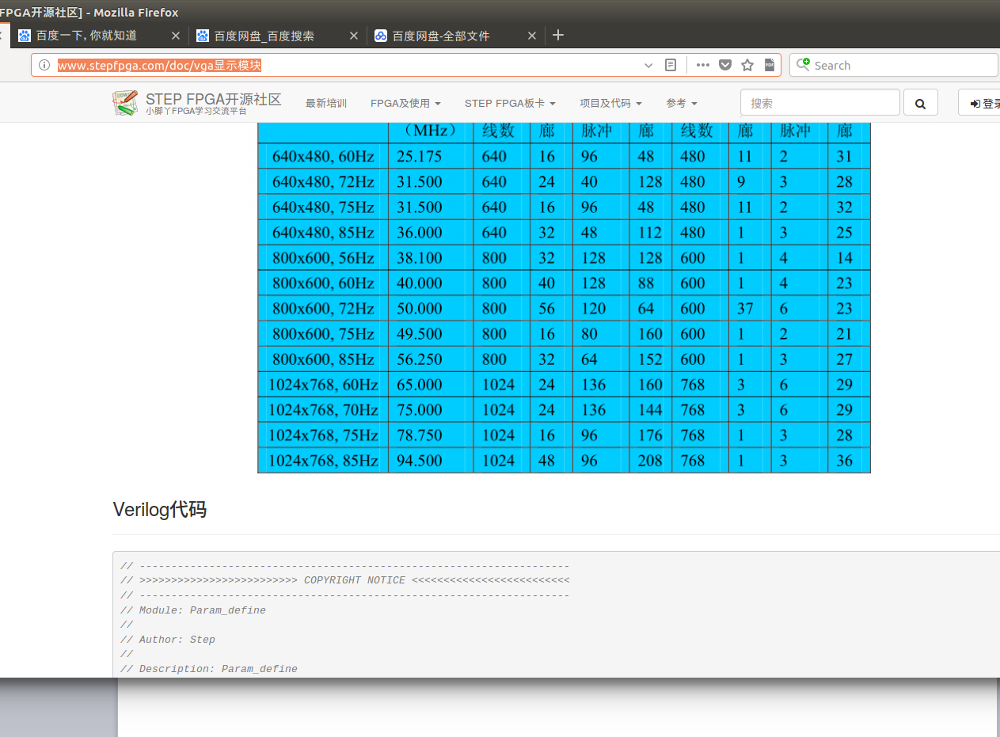 FPGA开源社区] - Mozilla Firefox
百度一下, 你就知道 百度网盘_百度搜索 百度网盘-全部文件
www.stepfpga.com/doc/vga显示模块 Search
STEP FPGA开源社区 最新培训 FPGA及使用 STEP FPGA板卡 项目及代码 参考 搜索 登录
小脚丫FPGA学习交流平台
（MHz） 线数 廊 脉冲 廊 线数 廊 脉冲 廊
640x480, 60Hz 25.175 640 16 96 48 480 11 2 31
640x480, 72Hz 31.500 640 24 40 128 480 9 3 28
640x480, 75Hz 31.500 640 16 96 48 480 11 2 32
640x480, 85Hz 36.000 640 32 48 112 480 1 3 25
800x600, 56Hz 38.100 800 32 128 128 600 1 4 14
800x600, 60Hz 40.000 800 40 128 88 600 1 4 23
800x600, 72Hz 50.000 800 56 120 64 600 37 6 23
800x600, 75Hz 49.500 800 16 80 160 600 1 2 21
800x600, 85Hz 56.250 800 32 64 152 600 1 3 27
1024x768, 60Hz 65.000 1024 24 136 160 768 3 6 29
1024x768, 70Hz 75.000 1024 24 136 144 768 3 6 29
1024x768, 75Hz 78.750 1024 16 96 176 768 1 3 28
1024x768, 85Hz 94.500 1024 48 96 208 768 1 3 36
Verilog代码
// --------------------------------------------------------------------
// >>>>>>>>>>>>>>>>>>>>>>>>> COPYRIGHT NOTICE <<<<<<<<<<<<<<<<<<<<<<<<<
// --------------------------------------------------------------------
// Module: Param_define
//
// Author: Step
//
// Description: Param_define